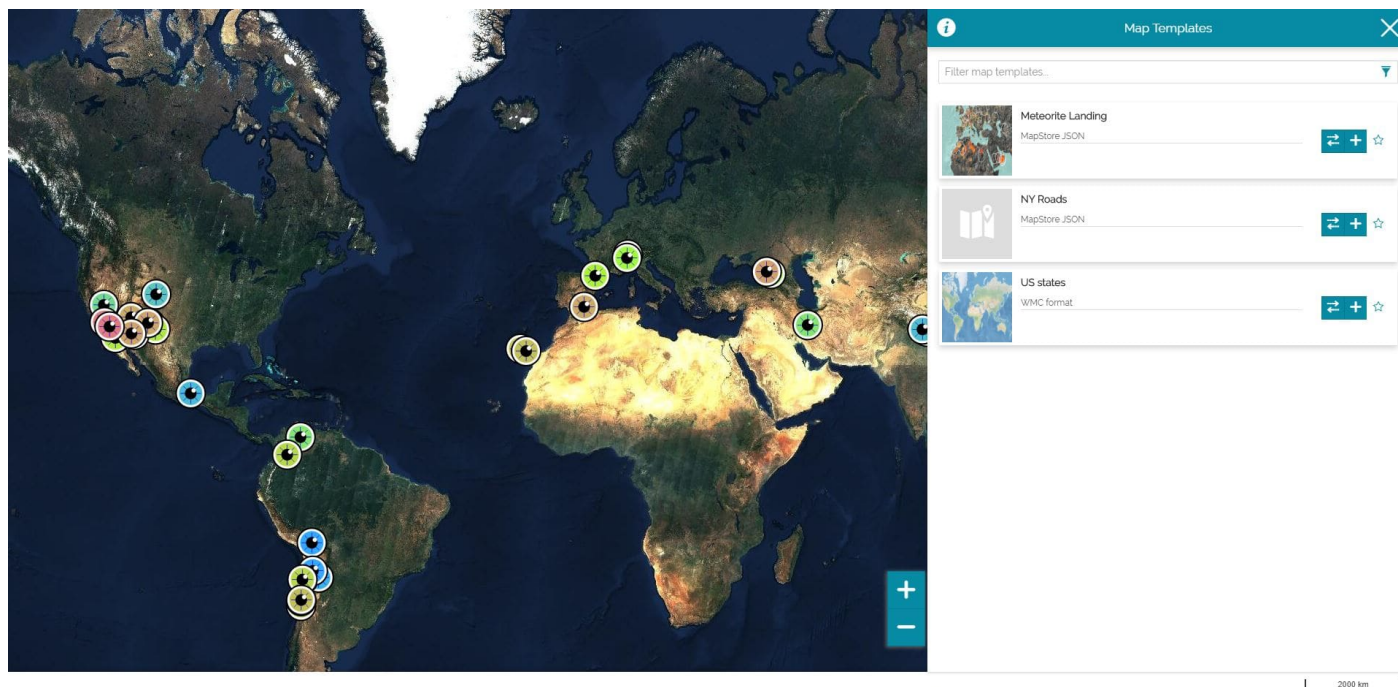 Map Templates
Filter map templates...
Meteorite Landing
MapStore JSON
NY Roads
MapStore JSON
US states
WMC format
2000 km